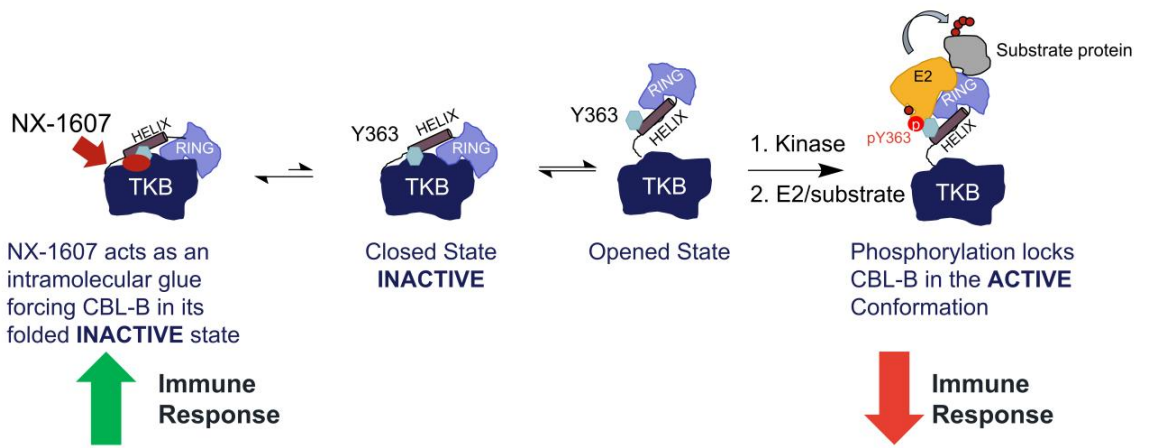 NX-1607
HELIX
RING
TKB
NX-1607 acts as an
intramolecular glue
forcing CBL-B in its
folded INACTIVE state
Immune
Response
Y363
HELIX
RING
TKB
Closed State
INACTIVE
Y363
RING
HELIX
TKB
Opened State
1. Kinase
2. E2/substrate
Substrate protein
E2
RING
p
pY363
HELIX
TKB
Phosphorylation locks
CBL-B in the ACTIVE
Conformation
Immune
Response